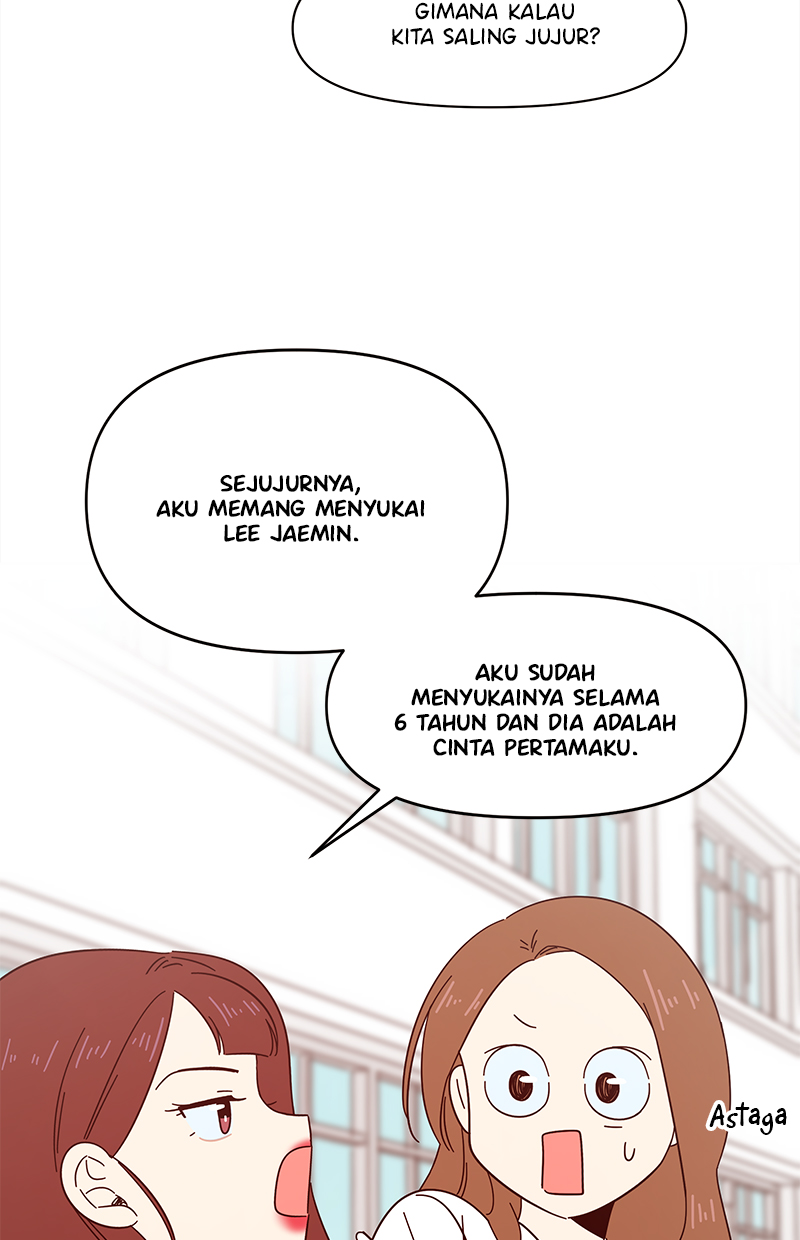 GIMANA KALAU
KITA SALING JUJUR?
SEJUJURNYA,
AKU MEMANG MENYUKAI
LEE JAEMIN.
AKU SUDAH
MENYUKAINYA SELAMA
6 TAHUN DAN DIA ADALAH
CINTA PERTAMAKU.
Astaga